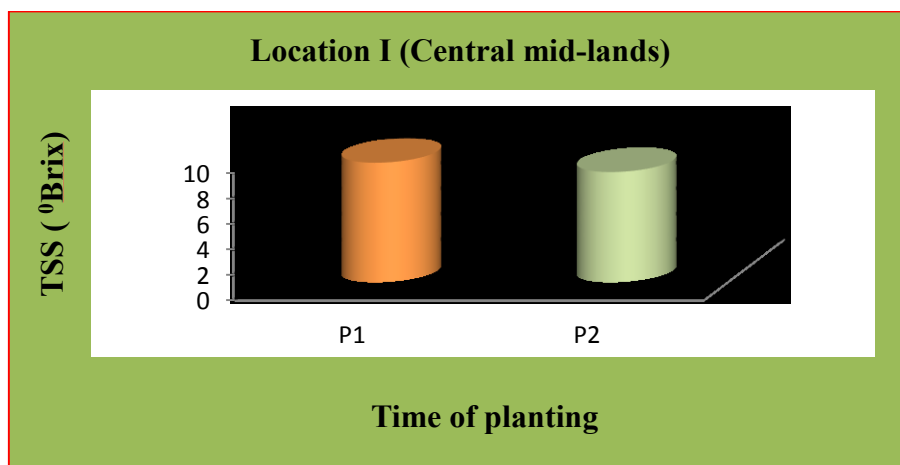 Location I (Central mid-lands)
TSS ( ⁰Brix)
10
8
6
4
2
0
P1 P2
Time of planting